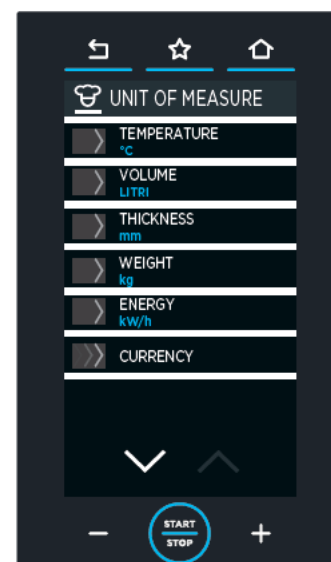 UNIT OF MEASURE
TEMPERATURE
°C
VOLUME
LITRI
THICKNESS
mm
WEIGHT
kg
ENERGY
kW/h
CURRENCY
START
STOP